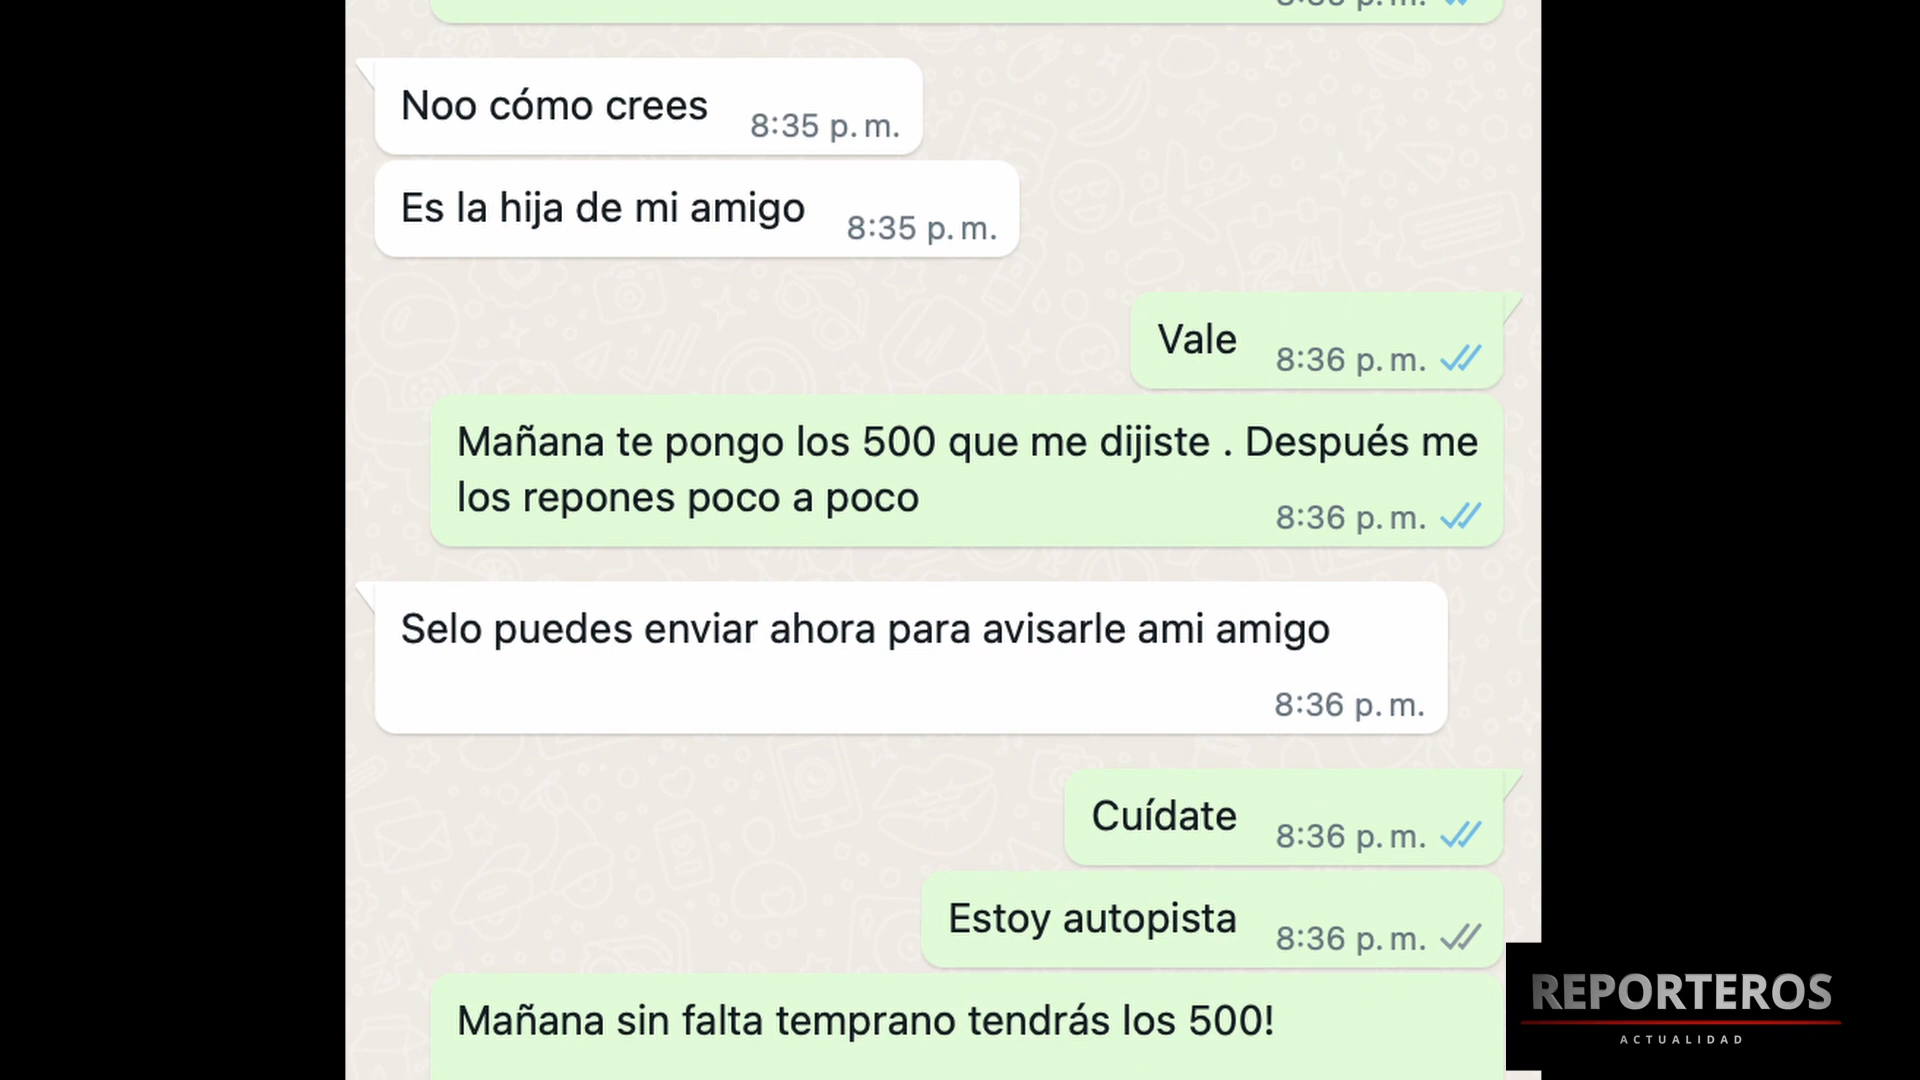 8:36 p. m.
Noo cómo crees 8:35 p. m.
Es la hija de mi amigo 8:35 p. m.
Vale 8:36 p. m.
Mañana te pongo los 500 que me dijiste . Después me
los repones poco a poco 8:36 p. m.
Selo puedes enviar ahora para avisarle ami amigo
8:36 p. m.
Cuídate 8:36 p. m.
Estoy autopista 8:36 p. m.
Mañana sin falta temprano tendrás los 500!
REPORTEROS
ACTUALIDAD